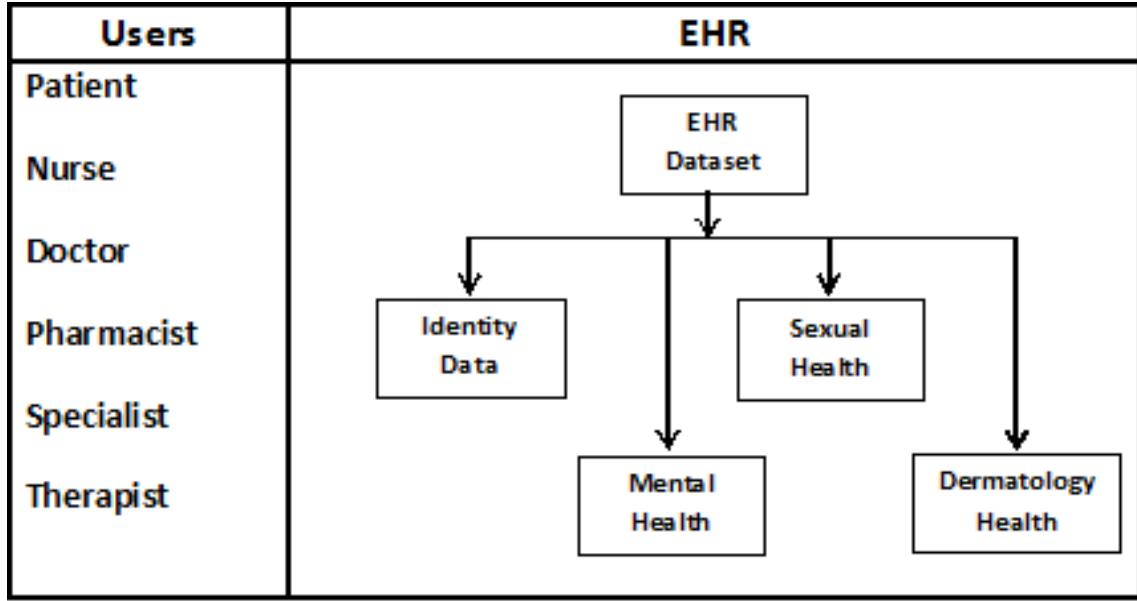 Users
EHR
Patient
Nurse
Doctor
Pharmacist
Specialist
Therapist
EHR
Dataset
Identity
Data
Sexual
Health
Mental
Health
Dermatology
Health